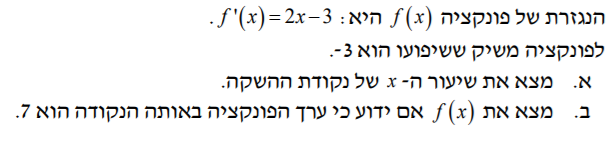 הנגזרת של פונקציה f(x) היא: f'(x)=2x-3.
לפונקציה משיק ששיפועו הוא 3-.
א. מצא את שיעור ה- x של נקודת ההשקה.
ב. מצא את f(x) אם ידוע כי ערך הפונקציה באותה הנקודה הוא 7.